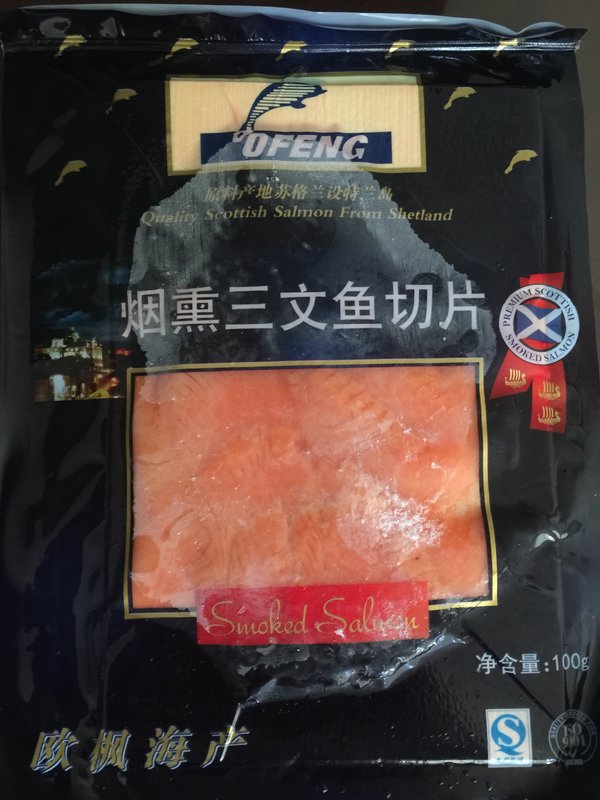 OFENG
原料产地苏格兰设特兰岛
Quality Scottish Salmon From Shetland
烟熏三文鱼切片
PREMIUM SCOTTISH
SMOKED SALMON
Smoked Salmon
净含量:100g
欧枫海产
S
ISO
9001